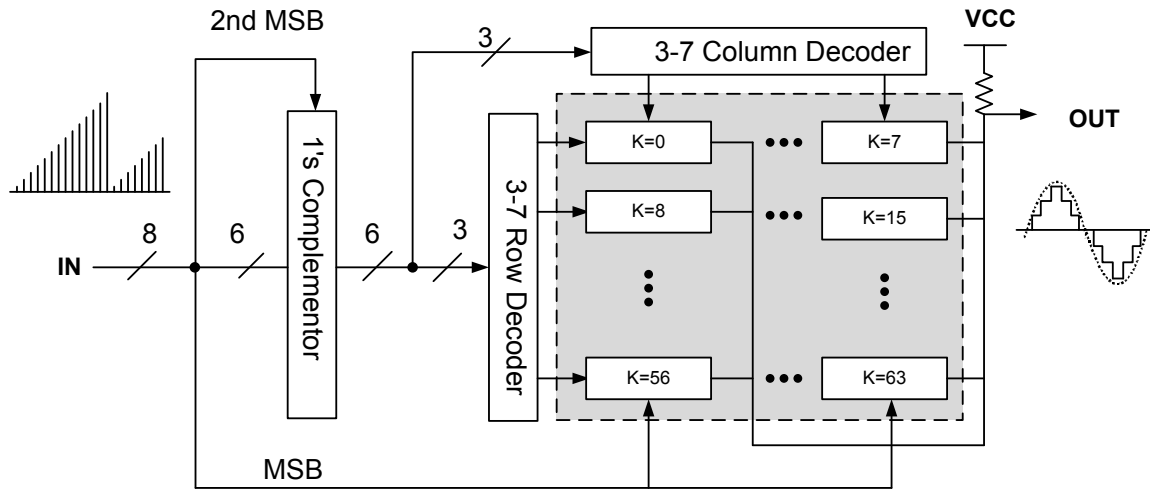 2nd MSB
VCC
3
3-7 Column Decoder
OUT
1's Complementor
3-7 Row Decoder
K=0
K=7
K=8
K=15
8
6
6
3
IN
K=56
K=63
MSB